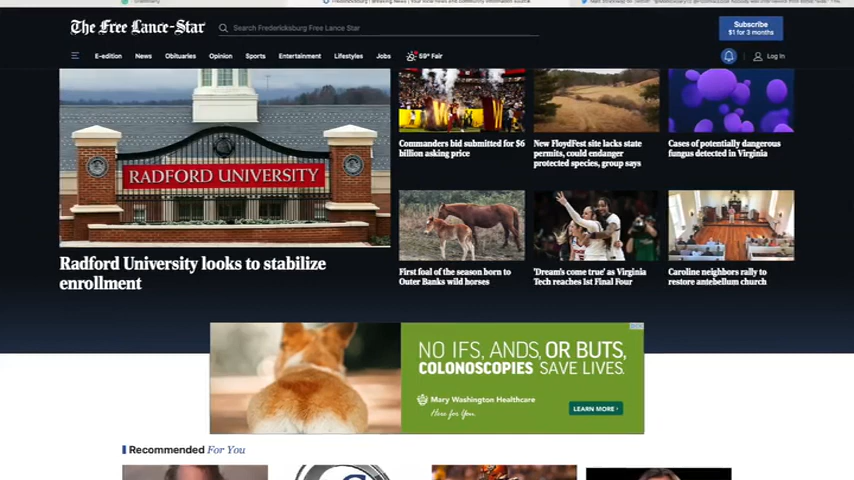 The Free Lance-Star
Search Fredericksburg Free Lance Star
Subscribe
$1 for 3 months
E-edition News Obituaries Opinion Sports Entertainment Lifestyles Jobs 59° Fair
Log In
RADFORD UNIVERSITY
Radford University looks to stabilize
enrollment
Commanders bid submitted for $6
billion asking price
New FloydFest site lacks state
permits, could endanger
protected species, group says
Cases of potentially dangerous
fungus detected in Virginia
First foal of the season born to
Outer Banks wild horses
'Dream's come true' as Virginia
Tech reaches 1st Final Four
Caroline neighbors rally to
restore antebellum church
NO IFS, ANDS, OR BUTS,
COLONOSCOPIES SAVE LIVES.
Mary Washington Healthcare
Here for You.
LEARN MORE ›
Recommended For You